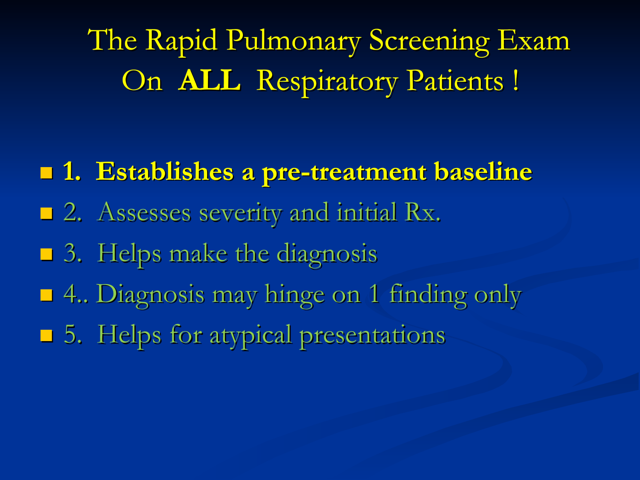 The Rapid Pulmonary Screening Exam
On ALL Respiratory Patients !
1. Establishes a pre-treatment baseline
2. Assesses severity and initial Rx.
3. Helps make the diagnosis
4.. Diagnosis may hinge on 1 finding only
5. Helps for atypical presentations